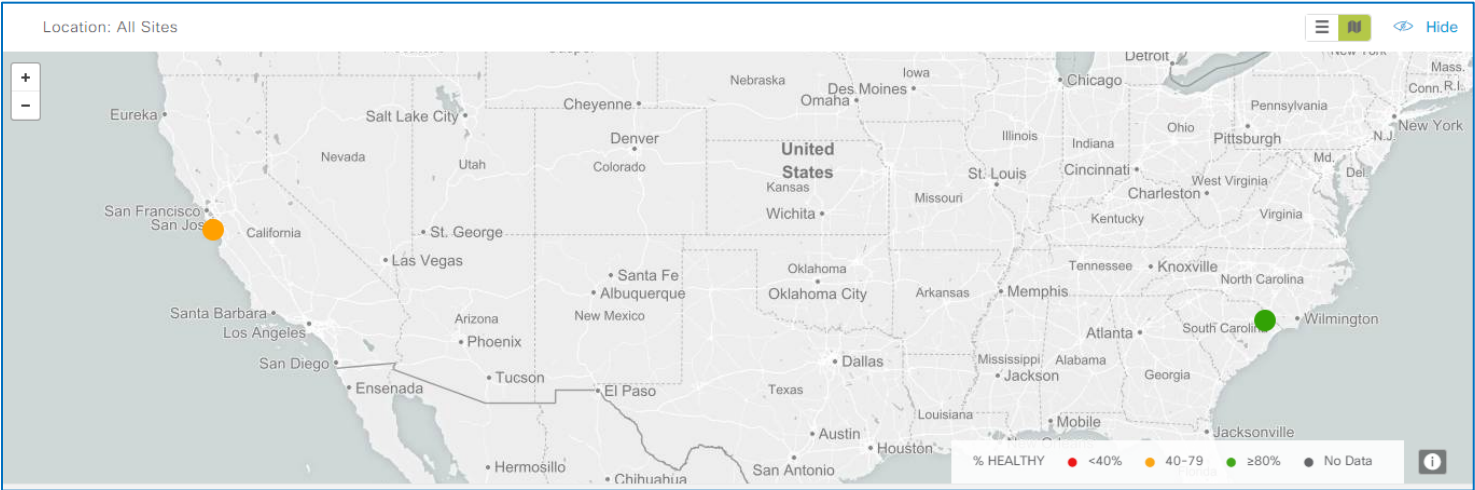 Location: All Sites
Hide
+
−
Detroit
Mass.
Nebraska
Iowa
Chicago
Conn.
R.I.
Des Moines
Omaha
Cheyenne
Pennsylvania
Eureka
Salt Lake City
New York
Ohio
Pittsburgh
N.J.
Denver
Illinois
Indiana
United
States
Nevada
Utah
Colorado
Md.
Del.
St. Louis
Cincinnati
West Virginia
Kansas
Charleston
Missouri
San Francisco
Wichita
Kentucky
Virginia
San Jos
California
St. George
Las Vegas
Oklahoma
Tennessee
Knoxville
Santa Fe
North Carolina
Albuquerque
Oklahoma City
Arkansas
Memphis
Santa Barbara
Arizona
New Mexico
Wilmington
Los Angeles
Atlanta
South Carolin
Phoenix
San Diego
Dallas
Mississippi
Alabama
Tucson
Jackson
Georgia
Ensenada
El Paso
Texas
Louisiana
Mobile
Austin
Jacksonville
Houston
% HEALTHY
<40%
40-79
≥80%
No Data
Hermosillo
San Antonio
Chihuahua